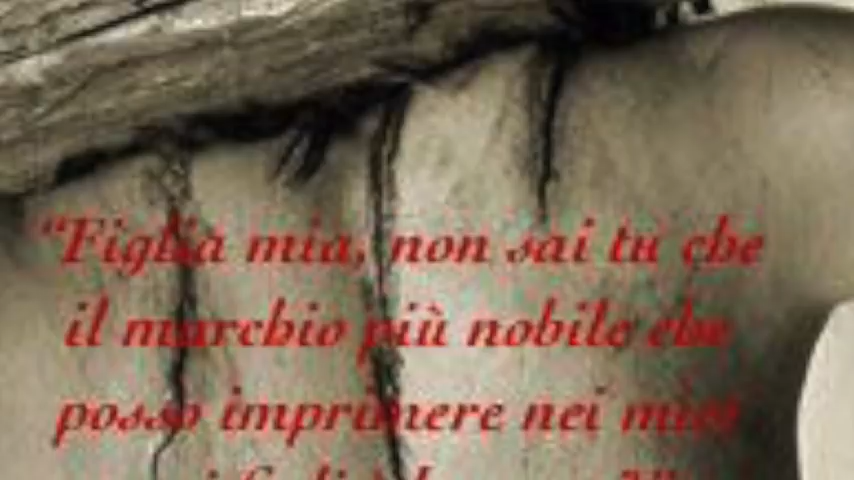 "Figlia mia, non sai tu che
il marchio più nobile che
posso imprimere nei miei